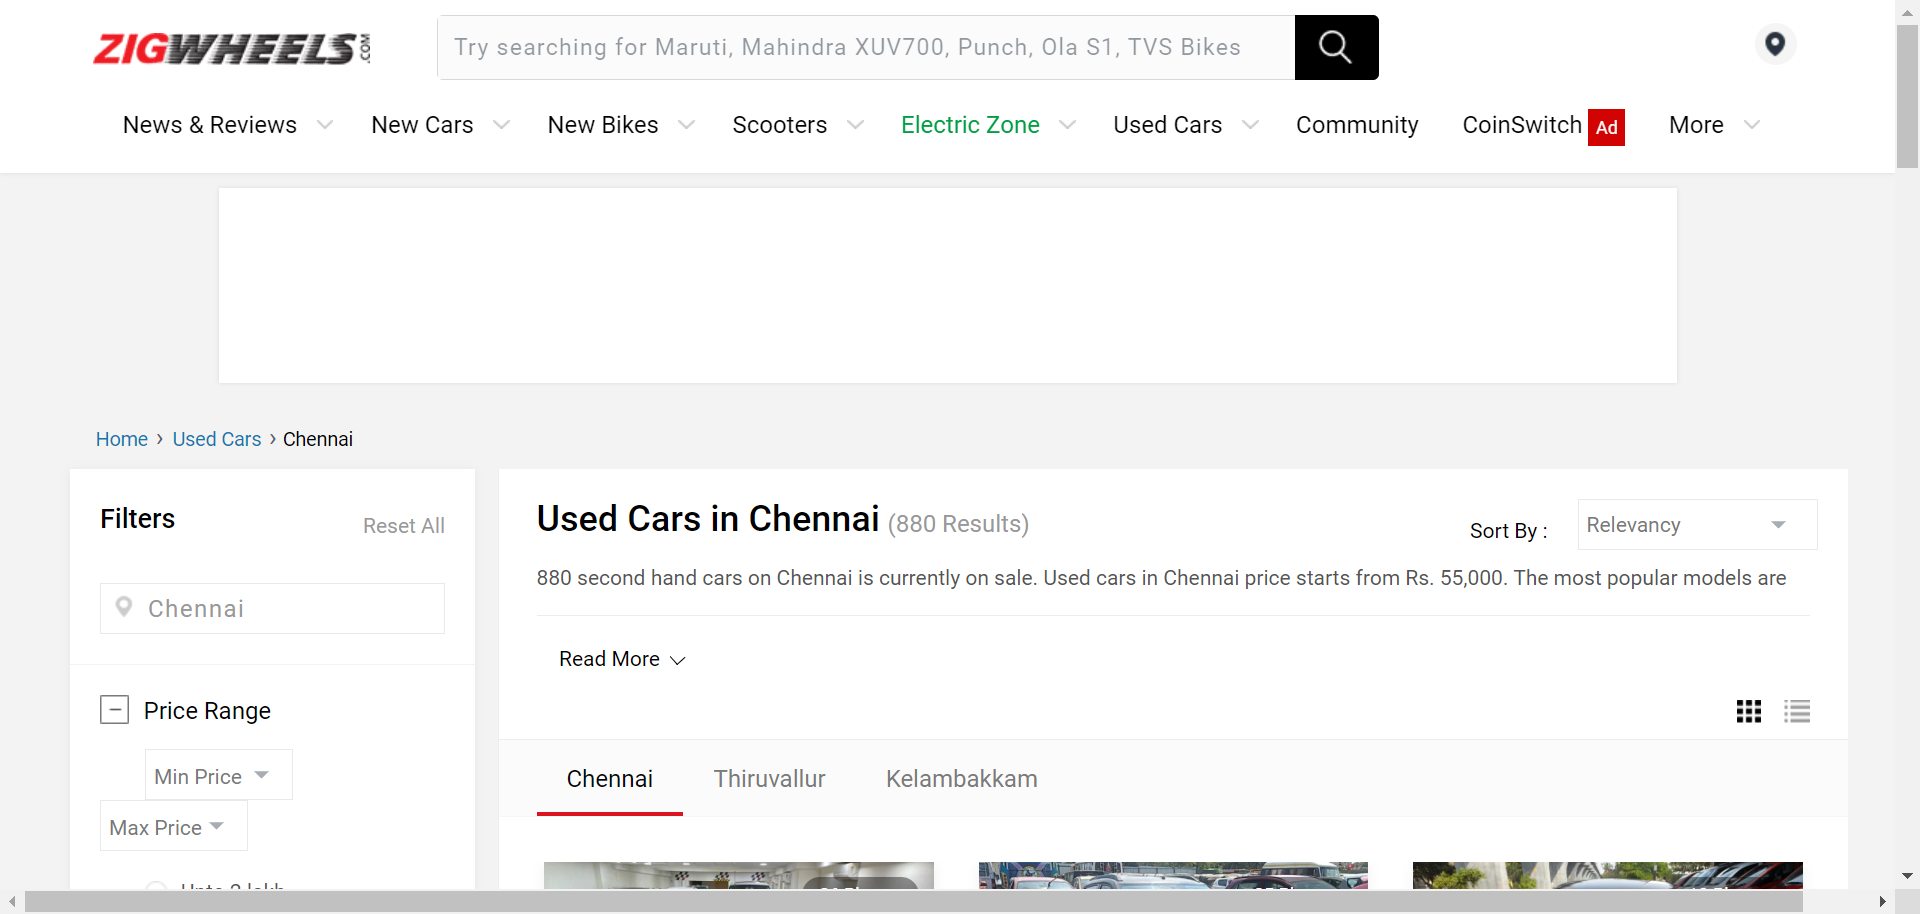 ZIGWHEELS.COM
Try searching for Maruti, Mahindra XUV700, Punch, Ola S1, TVS Bikes
News & Reviews New Cars New Bikes Scooters Electric Zone Used Cars Community CoinSwitch Ad More
Home › Used Cars › Chennai
Filters
Reset All
Chennai
Price Range
Min Price
Max Price
Used Cars in Chennai (880 Results)
Sort By : Relevancy
880 second hand cars on Chennai is currently on sale. Used cars in Chennai price starts from Rs. 55,000. The most popular models are
Read More
Chennai Thiruvallur Kelambakkam